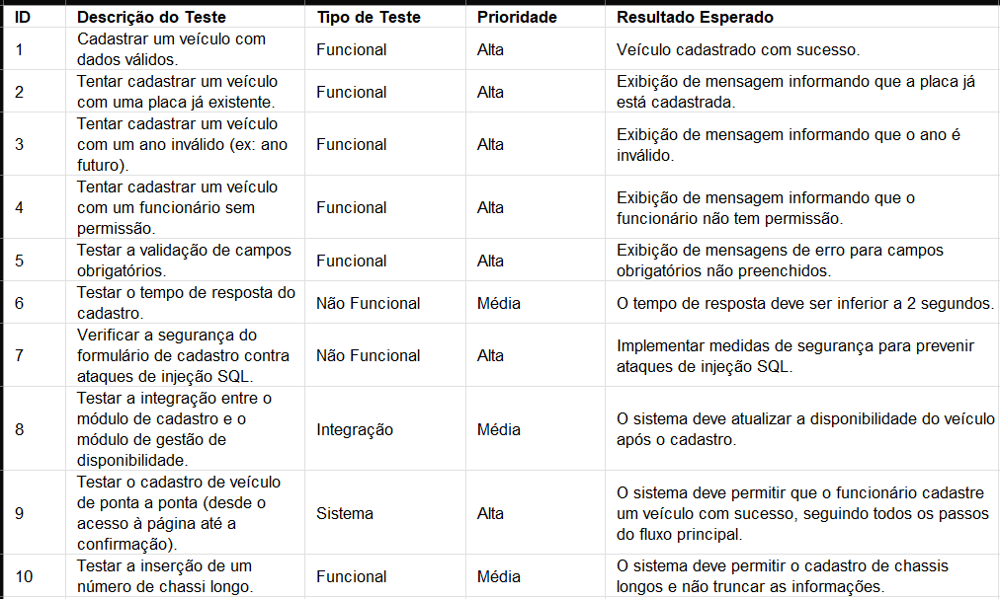 ID Descrição do Teste Tipo de Teste Prioridade Resultado Esperado
1 Cadastrar um veículo com
dados válidos. Funcional Alta Veículo cadastrado com sucesso.
2 Tentar cadastrar um veículo
com uma placa já existente. Funcional Alta Exibição de mensagem informando que a placa já
está cadastrada.
3 Tentar cadastrar um veículo
com um ano inválido (ex: ano
futuro). Funcional Alta Exibição de mensagem informando que o ano é
inválido.
4 Tentar cadastrar um veículo
com um funcionário sem
permissão. Funcional Alta Exibição de mensagem informando que o
funcionário não tem permissão.
5 Testar a validação de campos
obrigatórios. Funcional Alta Exibição de mensagens de erro para campos
obrigatórios não preenchidos.
6 Testar o tempo de resposta do
cadastro. Não Funcional Média O tempo de resposta deve ser inferior a 2 segundos.
7 Verificar a segurança do
formulário de cadastro contra
ataques de injeção SQL. Não Funcional Alta Implementar medidas de segurança para prevenir
ataques de injeção SQL.
8 Testar a integração entre o
módulo de cadastro e o
módulo de gestão de
disponibilidade. Integração Média O sistema deve atualizar a disponibilidade do veículo
após o cadastro.
9 Testar o cadastro de veículo
de ponta a ponta (desde o
acesso à página até a
confirmação). Sistema Alta O sistema deve permitir que o funcionário cadastre
um veículo com sucesso, seguindo todos os passos
do fluxo principal.
10 Testar a inserção de um
número de chassi longo. Funcional Média O sistema deve permitir o cadastro de chassis
longos e não truncar as informações.